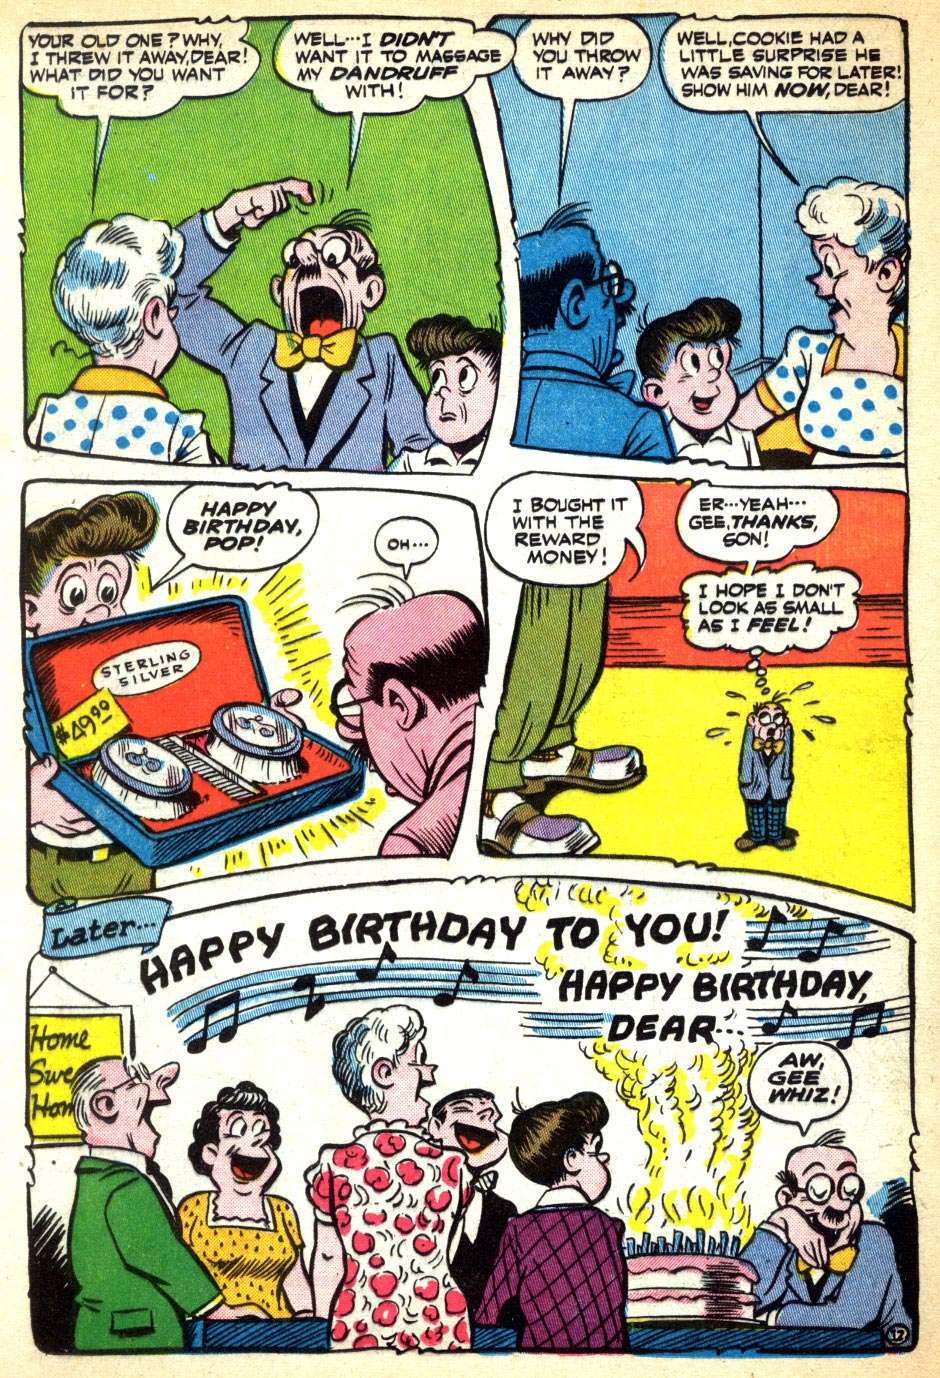 YOUR OLD ONE? WHY,
I THREW IT AWAY, DEAR!
WHAT DID YOU WANT
IT FOR?
WELL---I DIDN'T
WANT IT TO MASSAGE
MY DANDRUFF
WITH!
WHY DID
YOU THROW
IT AWAY?
WELL, COOKIE HAD A
LITTLE SURPRISE HE
WAS SAVING FOR LATER!
SHOW HIM NOW, DEAR!
HAPPY
BIRTHDAY,
POP!
OH---
STERLING
SILVER
$49.00
I BOUGHT IT
WITH THE
REWARD
MONEY!
ER---YEAH---
GEE, THANKS,
SON!
I HOPE I DON'T
LOOK AS SMALL
AS I FEEL!
Later...
HAPPY BIRTHDAY TO YOU!
HAPPY BIRTHDAY,
DEAR---
Home
Swe
Hom
AW,
GEE
WHIZ!
12